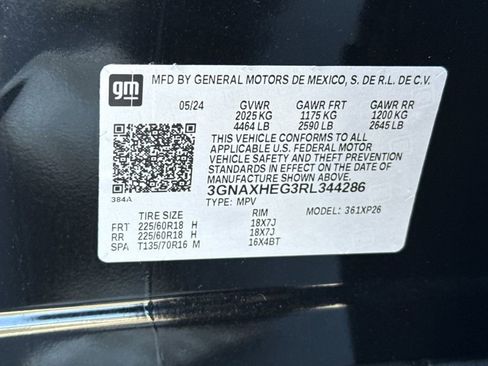 gm
MFD BY GENERAL MOTORS DE MEXICO, S. DE R.L. DE C.V.
05/24 GVWR GAWR FRT GAWR RR
2025 KG 1175 KG 1200 KG
4464 LB 2590 LB 2645 LB
THIS VEHICLE CONFORMS TO ALL
APPLICABLE U.S. FEDERAL MOTOR
VEHICLE SAFETY AND THEFT PREVENTION
STANDARDS IN EFFECT ON THE DATE OF
MANUFACTURE SHOWN ABOVE.
3GNAXHEG3RL344286
384A TYPE: MPV MODEL: 361XP26
TIRE SIZE RIM
FRT 225/60R18 H 18X7J
RR 225/60R18 H 18X7J
SPA T135/70R16 M 16X4BT